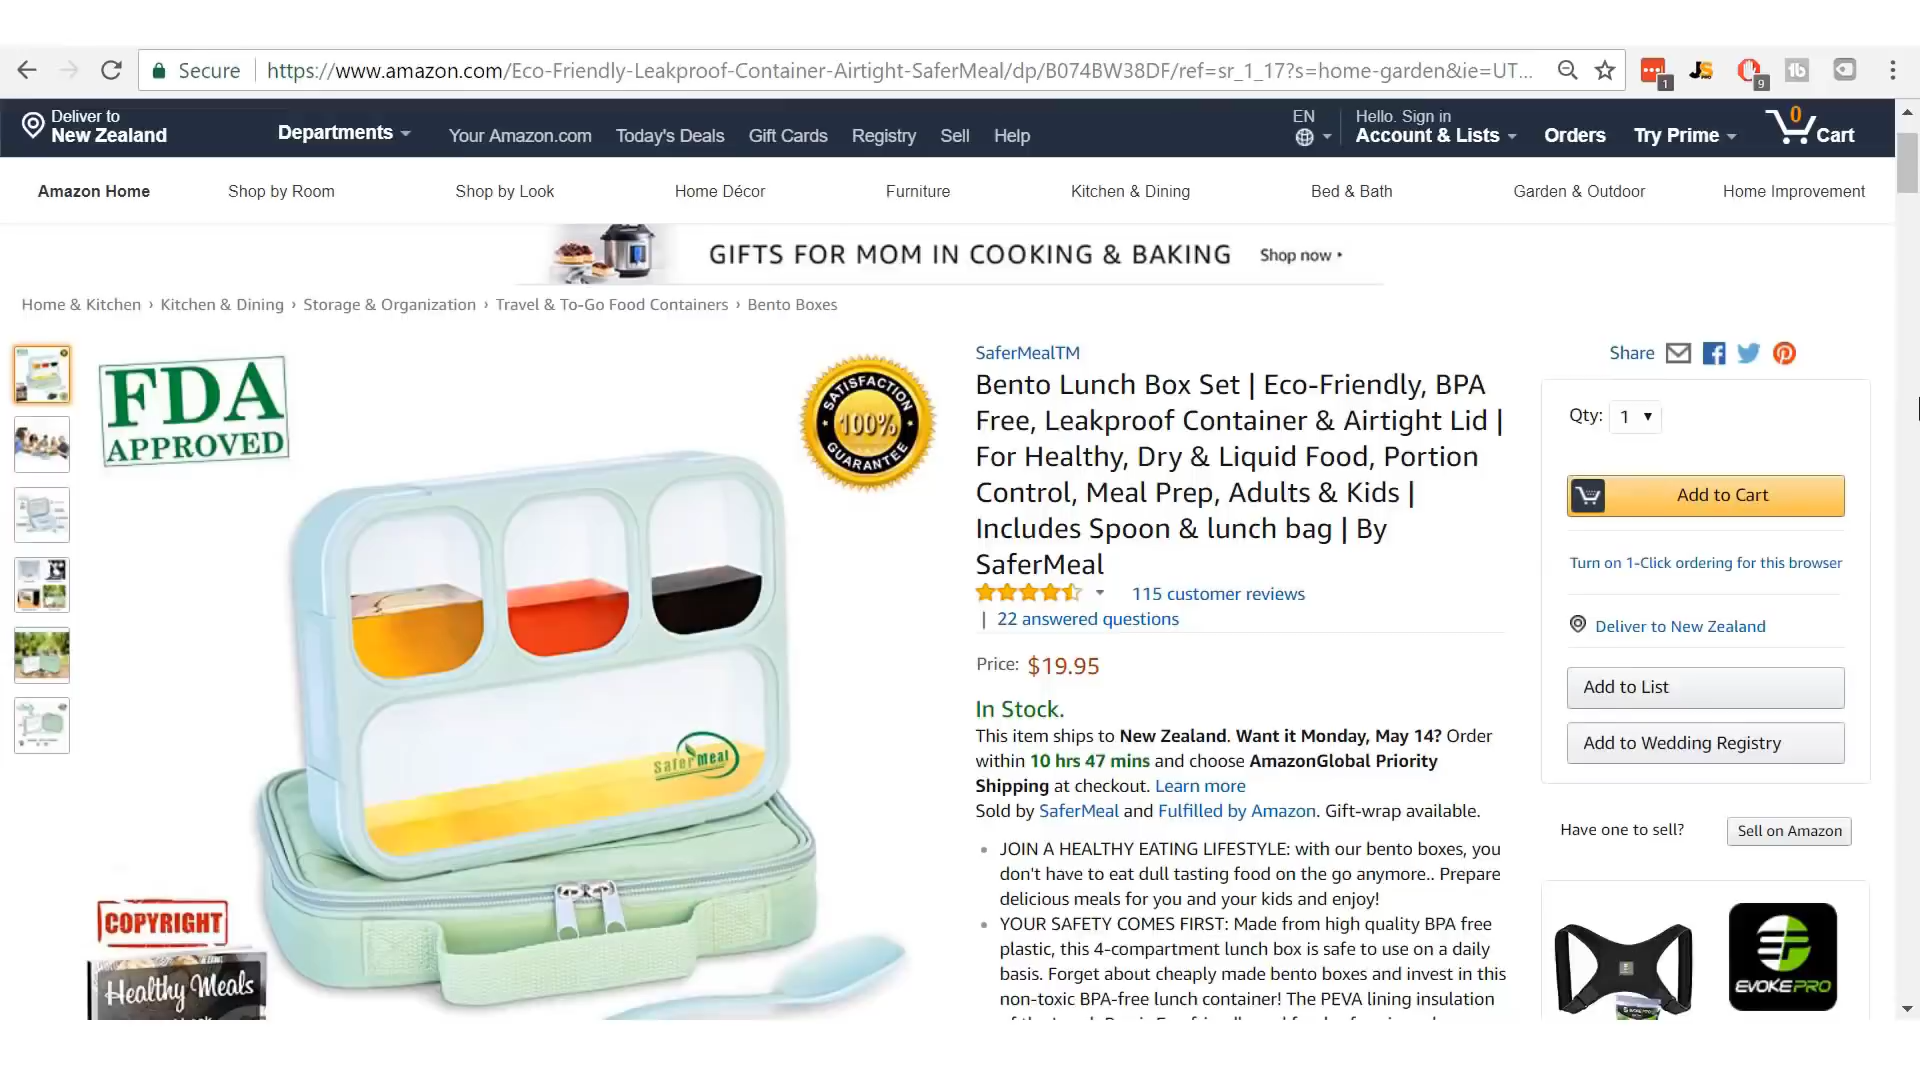 Secure https://www.amazon.com/Eco-Friendly-Leakproof-Container-Airtight-SaferMeal/dp/B074BW38DF/ref=sr_1_17?s=home-garden&ie=UT...
1
9
Deliver to
New Zealand
Departments
Your Amazon.com Today's Deals Gift Cards Registry Sell Help
EN
Hello. Sign in
Account & Lists
Orders
Try Prime
0
Cart
Amazon Home Shop by Room Shop by Look Home Décor Furniture Kitchen & Dining Bed & Bath Garden & Outdoor Home Improvement
GIFTS FOR MOM IN COOKING & BAKING Shop now
Home & Kitchen › Kitchen & Dining › Storage & Organization › Travel & To-Go Food Containers › Bento Boxes
FDA
APPROVED
SATISFACTION
100%
GUARANTEE
Safer Meal
COPYRIGHT
Healthy Meals
SaferMealTM
Bento Lunch Box Set | Eco-Friendly, BPA
Free, Leakproof Container & Airtight Lid |
For Healthy, Dry & Liquid Food, Portion
Control, Meal Prep, Adults & Kids |
Includes Spoon & lunch bag | By
SaferMeal
115 customer reviews
| 22 answered questions
Price: $19.95
In Stock.
This item ships to New Zealand. Want it Monday, May 14? Order
within 10 hrs 47 mins and choose AmazonGlobal Priority
Shipping at checkout. Learn more
Sold by SaferMeal and Fulfilled by Amazon. Gift-wrap available.
JOIN A HEALTHY EATING LIFESTYLE: with our bento boxes, you
don't have to eat dull tasting food on the go anymore.. Prepare
delicious meals for you and your kids and enjoy!
YOUR SAFETY COMES FIRST: Made from high quality BPA free
plastic, this 4-compartment lunch box is safe to use on a daily
basis. Forget about cheaply made bento boxes and invest in this
non-toxic BPA-free lunch container! The PEVA lining insulation
Share
Qty: 1
Add to Cart
Turn on 1-Click ordering for this browser
Deliver to New Zealand
Add to List
Add to Wedding Registry
Have one to sell? Sell on Amazon
EVOKE PRO